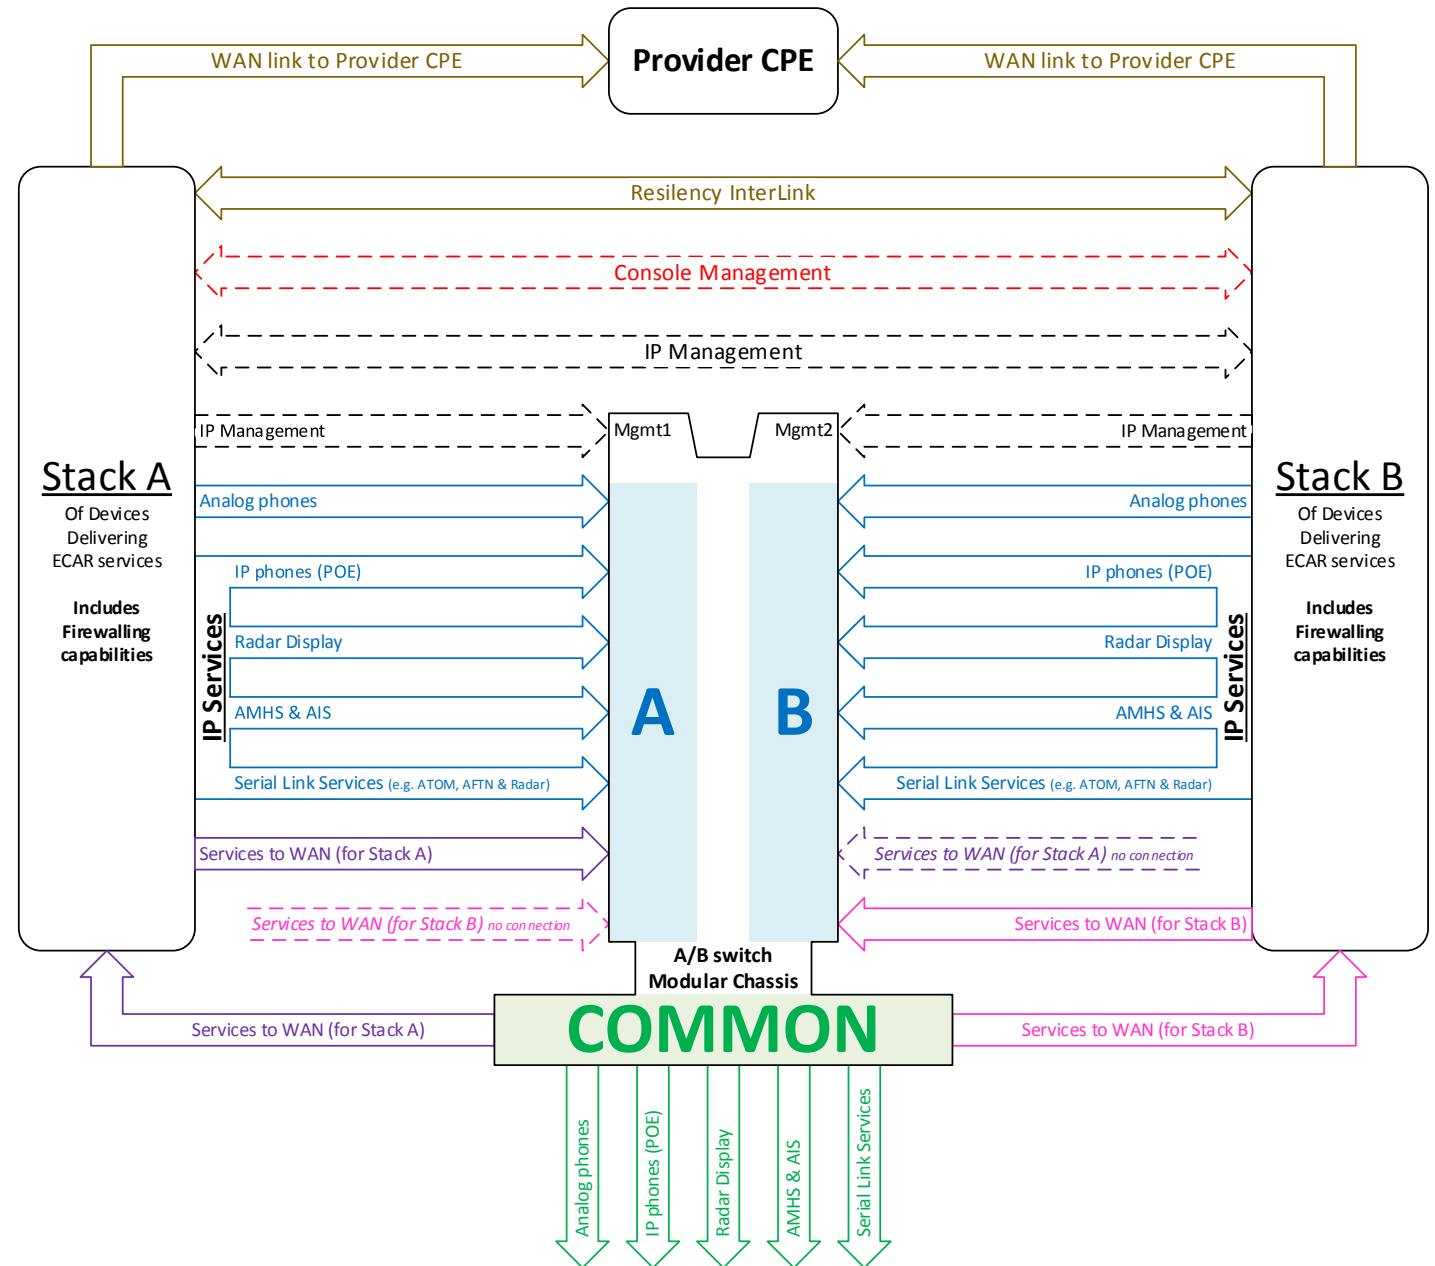 WAN link to Provider CPE
Provider CPE
WAN link to Provider CPE
Resilency InterLink
Console Management
IP Management
IP Management
Mgmt1
Mgmt2
IP Management
Stack A
Of Devices
Delivering
ECAR services
Includes
Firewalling
capabilities
Analog phones
IP Services
IP phones (POE)
Radar Display
AMHS & AIS
Serial Link Services (e.g. ATOM, AFTN & Radar)
Services to WAN (for Stack A)
Services to WAN (for Stack B) no connection
A
B
Analog phones
IP phones (POE)
Radar Display
AMHS & AIS
Serial Link Services (e.g. ATOM, AFTN & Radar)
IP Services
Services to WAN (for Stack A) no connection
Services to WAN (for Stack B)
Stack B
Of Devices
Delivering
ECAR services
Includes
Firewalling
capabilities
A/B switch
Modular Chassis
Services to WAN (for Stack A)
COMMON
Services to WAN (for Stack B)
Analog phones
IP phones (POE)
Radar Display
AMHS & AIS
Serial Link Services